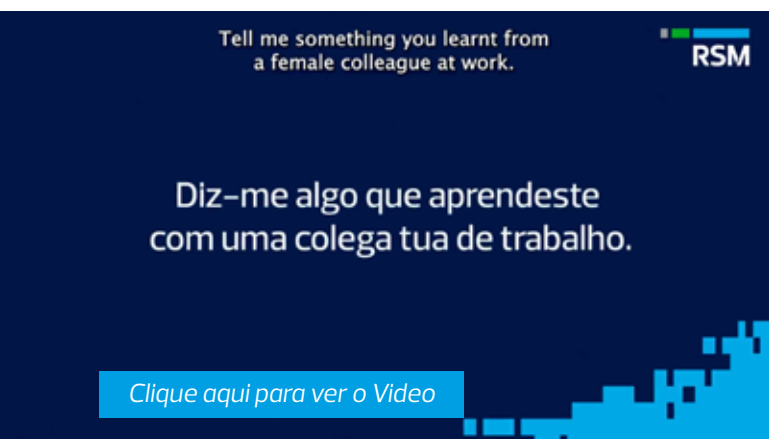 Tell me something you learnt from
a female colleague at work.
RSM
Diz-me algo que aprendeste
com uma colega tua de trabalho.
Clique aqui para ver o Video